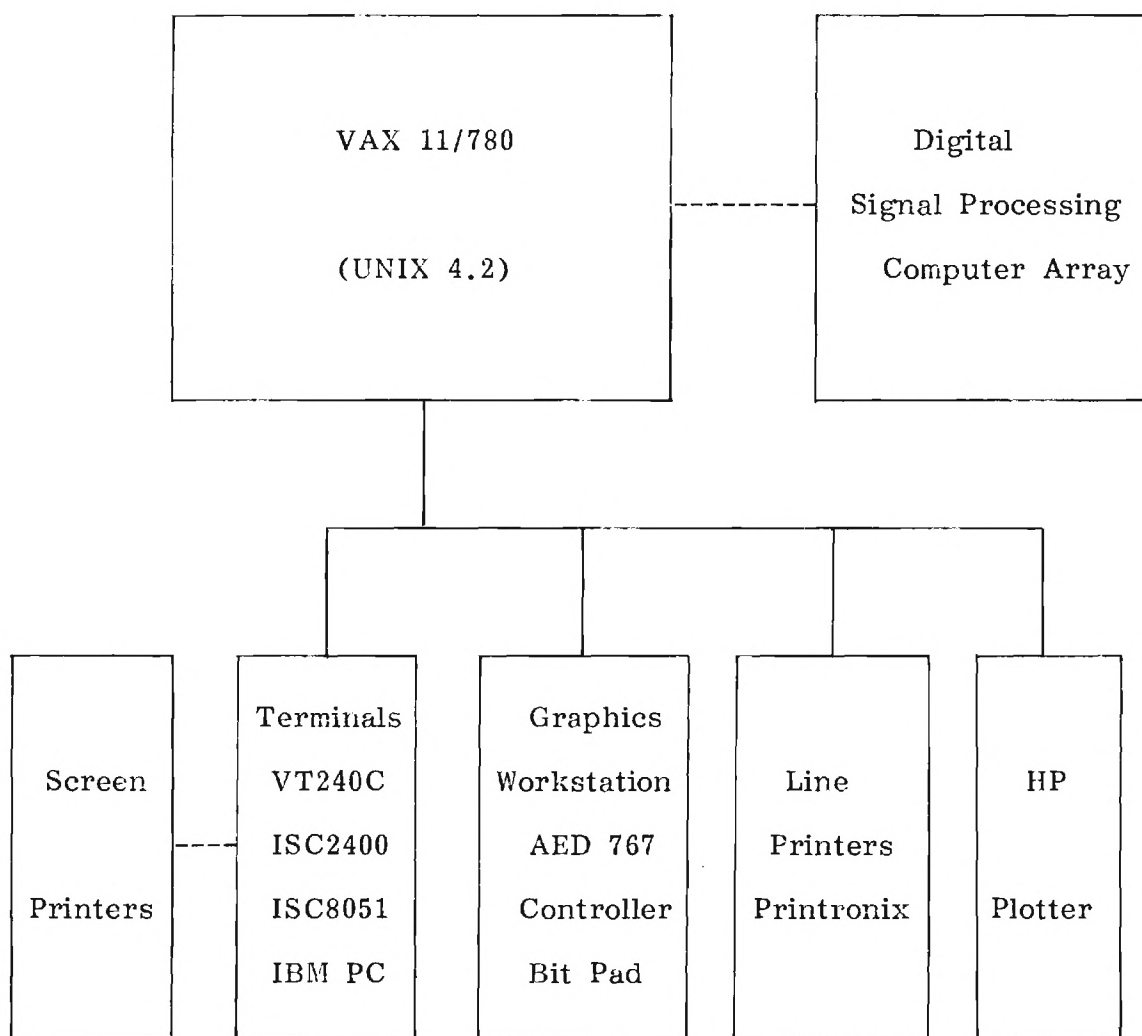 VAX 11/780
(UNIX 4.2)
Digital
Signal Processing
Computer Array
Screen
Printers
Terminals
VT240C
ISC2400
ISC8051
IBM PC
Graphics
Workstation
AED 767
Controller
Bit Pad
Line
Printers
Printronix
HP
Plotter